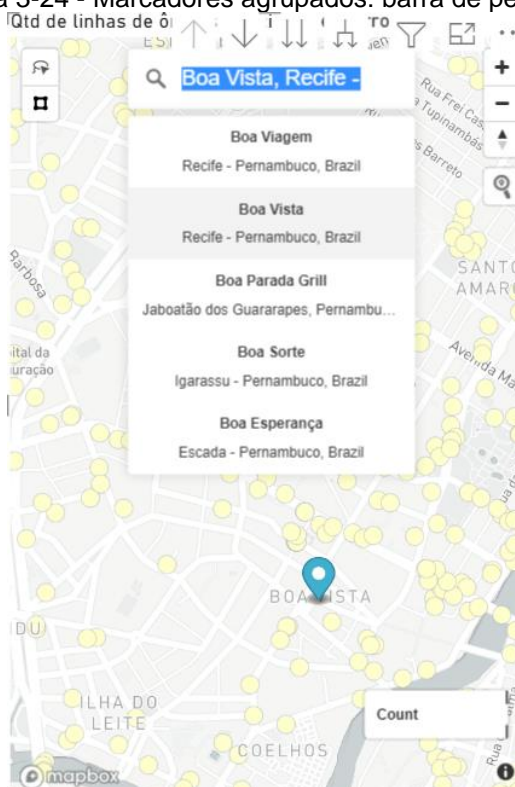 5-24 - Marcadores agrupados: barra de pe
Qtd de linhas de ô
Boa Vista, Recife -
Boa Viagem
Recife - Pernambuco, Brazil
Boa Vista
Recife - Pernambuco, Brazil
Boa Parada Grill
Jaboatão dos Guararapes, Pernambu...
Boa Sorte
Igarassu - Pernambuco, Brazil
Boa Esperança
Escada - Pernambuco, Brazil
Rua Frei Cas
Tupinambás
Barreto
SANTO
AMAR
Barbosa
ital da
uração
Avenida Ma
BOA VISTA
ILHA DO
LEITE
COELHOS
Count
mapbox